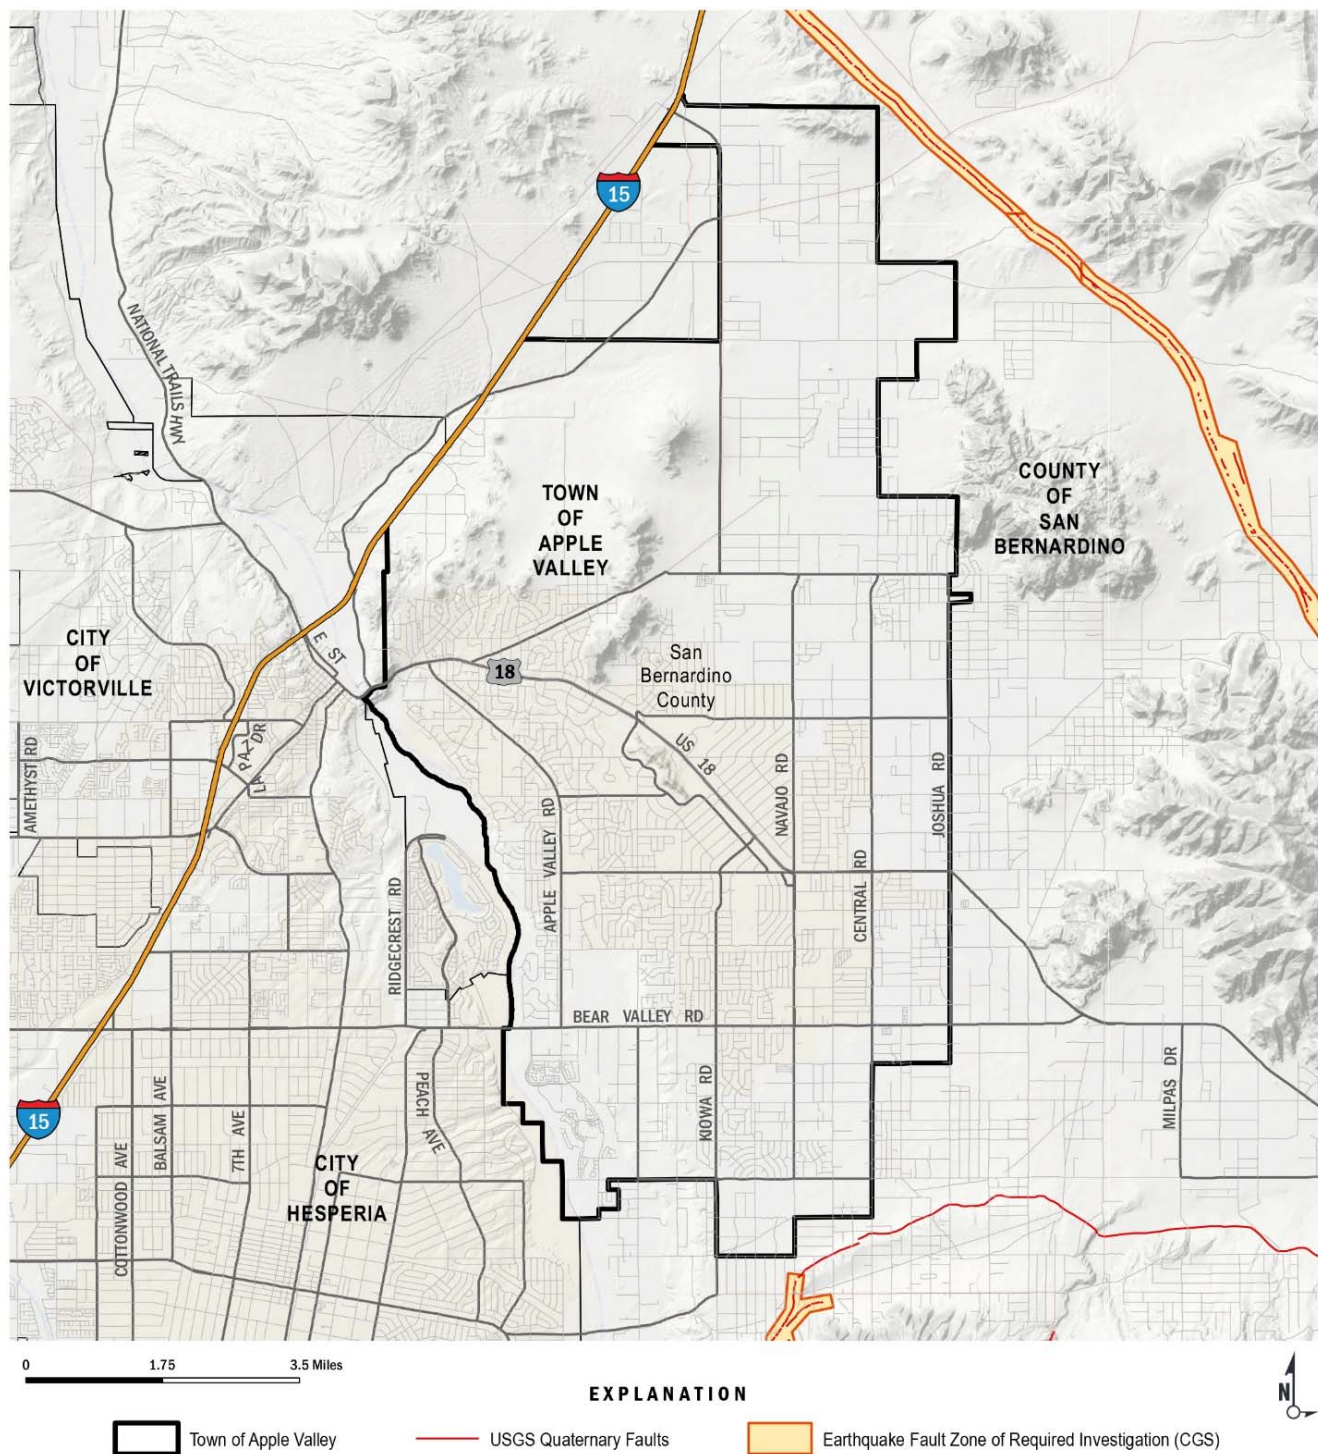 15
NATIONAL TRAILS HWY
TOWN
OF
APPLE
VALLEY
COUNTY
OF
SAN
BERNARDINO
CITY
OF
VICTORVILLE
E ST
18
San
Bernardino
County
US 18
AMETHYST RD
LA PAZ DR
NAVAJO RD
JOSHUA RD
APPLE VALLEY RD
RIDGECREST RD
CENTRAL RD
BEAR VALLEY RD
15
COTTONWOOD AVE
BALSAM AVE
7TH AVE
PEACH AVE
KIOWA RD
MILPAS DR
CITY
OF
HESPERIA
0 1.75 3.5 Miles
N
EXPLANATION
Town of Apple Valley
USGS Quaternary Faults
Earthquake Fault Zone of Required Investigation (CGS)